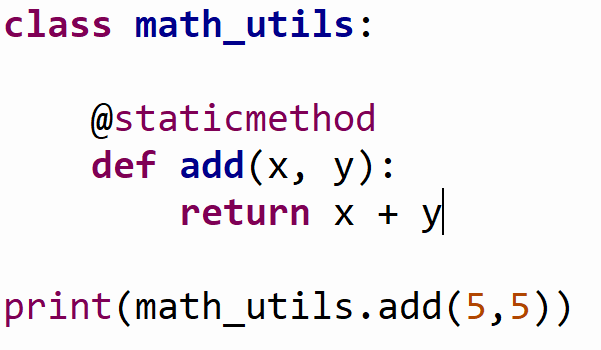 class math_utils:
    @staticmethod
    def add(x, y):
        return x + y
print(math_utils.add(5,5))